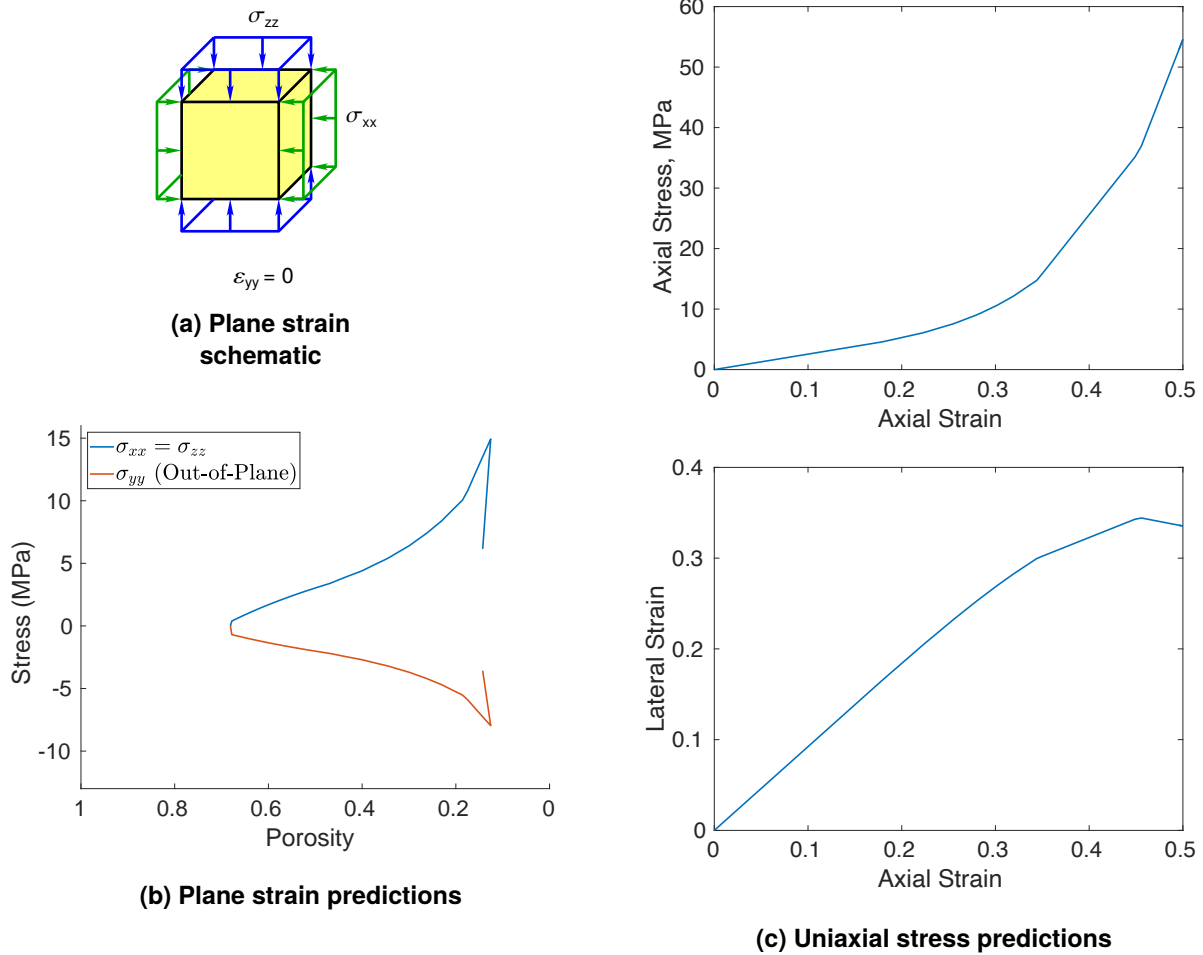 σzz
σxx
εyy = 0
(a) Plane strain
schematic
15
10
5
0
-5
-10
Stress (MPa)
1 0.8 0.6 0.4 0.2 0
Porosity
σxx = σzz
σyy (Out-of-Plane)
(b) Plane strain predictions
60
50
40
30
20
10
0
Axial Stress, MPa
0 0.1 0.2 0.3 0.4 0.5
Axial Strain
0.4
0.3
0.2
0.1
0
Lateral Strain
0 0.1 0.2 0.3 0.4 0.5
Axial Strain
(c) Uniaxial stress predictions